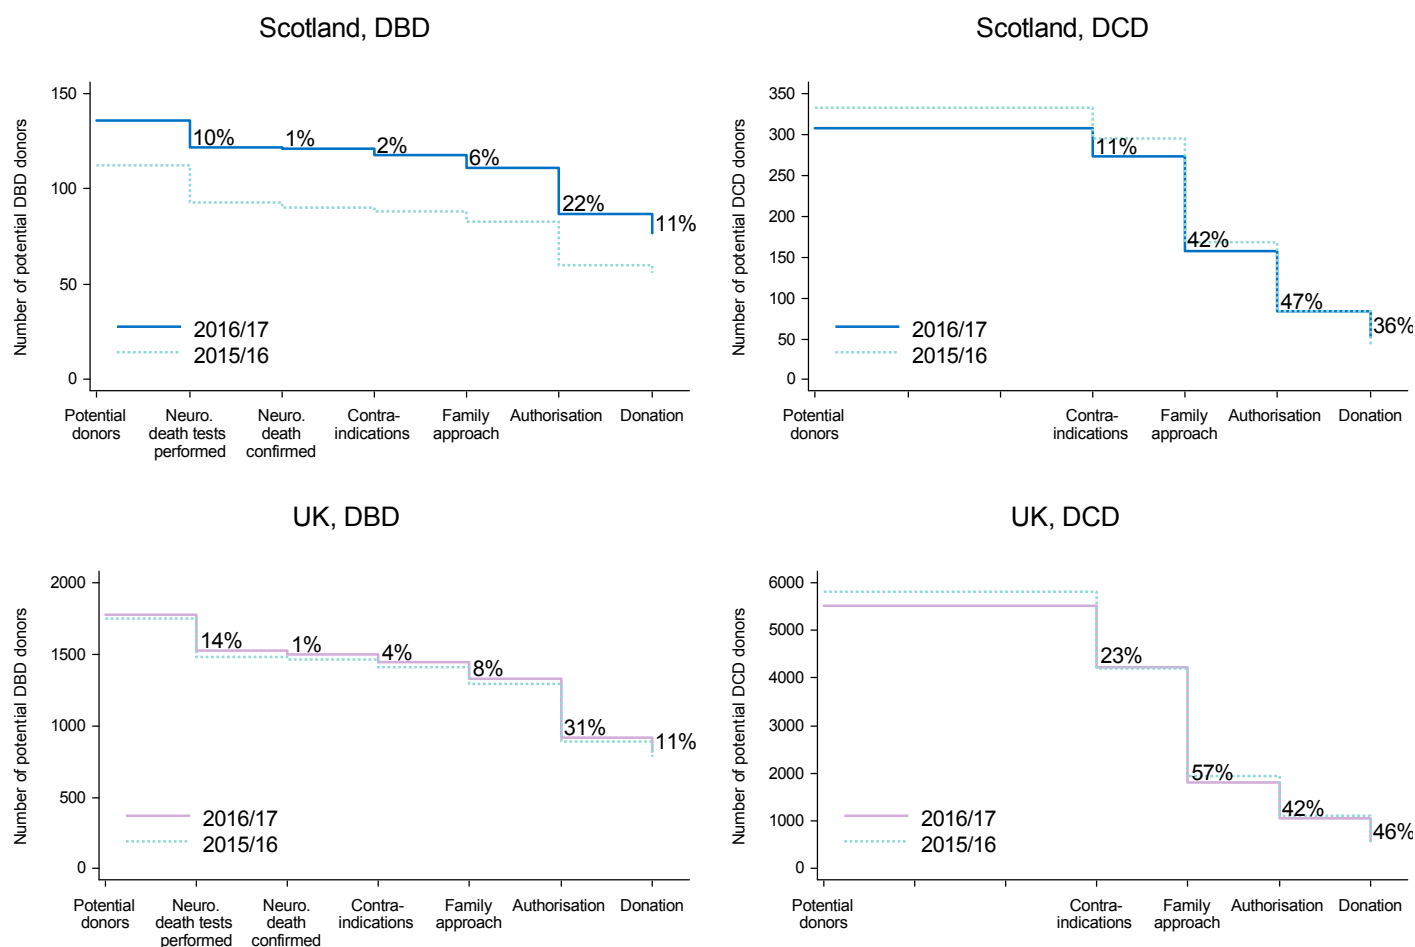 Scotland, DBD
Number of potential DBD donors
150
100
50
0
10%
1%
2%
6%
22%
11%
2016/17
2015/16
Potential
donors
Neuro.
death tests
performed
Neuro.
death
confirmed
Contra-
indications
Family
approach
Authorisation
Donation
Scotland, DCD
Number of potential DCD donors
350
300
250
200
150
100
50
0
11%
42%
47%
36%
2016/17
2015/16
Potential
donors
Contra-
indications
Family
approach
Authorisation
Donation
UK, DBD
Number of potential DBD donors
2000
1500
1000
500
0
14%
1%
4%
8%
31%
11%
2016/17
2015/16
Potential
donors
Neuro.
death tests
performed
Neuro.
death
confirmed
Contra-
indications
Family
approach
Authorisation
Donation
UK, DCD
Number of potential DCD donors
6000
5000
4000
3000
2000
1000
0
23%
57%
42%
46%
2016/17
2015/16
Potential
donors
Contra-
indications
Family
approach
Authorisation
Donation